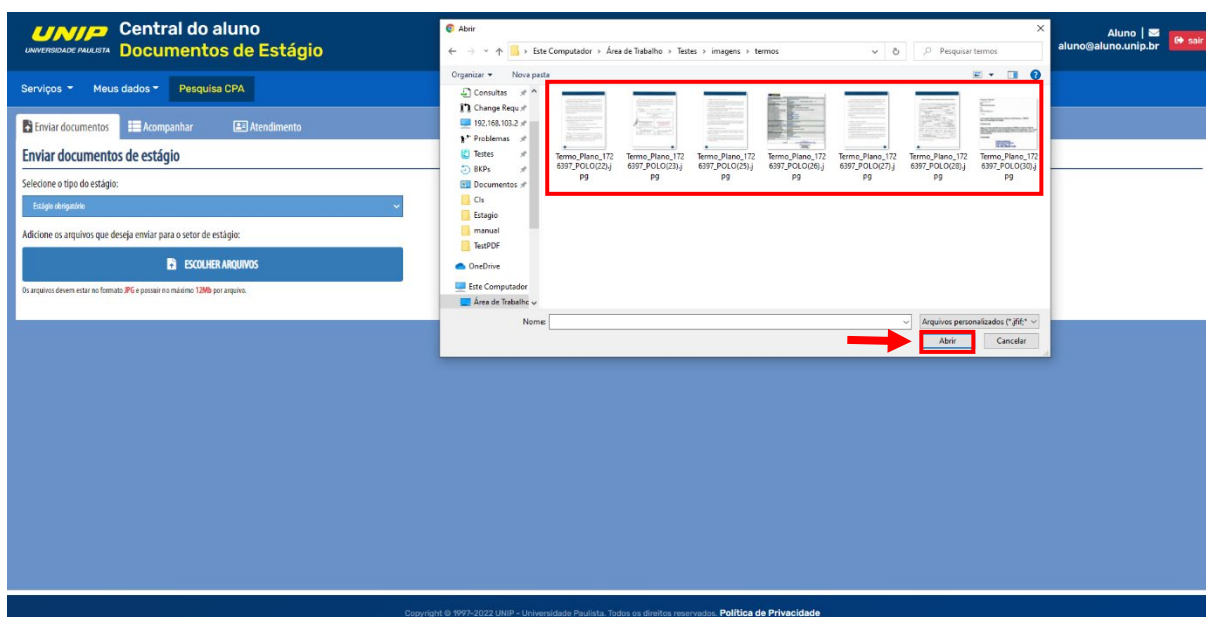 UNIP
UNIVERSIDADE PAULISTA
Central do aluno
Documentos de Estágio
Aluno |
aluno@aluno.unip.br
sair
Serviços
Meus dados
Pesquisa CPA
Enviar documentos
Acompanhar
Atendimento
Enviar documentos de estágio
Selecione o tipo do estágio:
Estágio obrigatório
Adicione os arquivos que deseja enviar para o setor de estágio:
ESCOLHER ARQUIVOS
Os arquivos devem estar no formato JPG e possuir no máximo 12Mb por arquivo.
Abrir
Este Computador > Área de Trabalho > Testes > imagens > termos
Pesquisar termos
Organizar
Nova pasta
Consultas
Change Requ
192.168.103.2
Problemas
Testes
BKPs
Documentos
CIs
Estagio
manual
TestPDF
OneDrive
Este Computador
Área de Trabalho
Termo_Plano_172
6397_POLO(22).j
pg
Termo_Plano_172
6397_POLO(23).j
pg
Termo_Plano_172
6397_POLO(25).j
pg
Termo_Plano_172
6397_POLO(26).j
pg
Termo_Plano_172
6397_POLO(27).j
pg
Termo_Plano_172
6397_POLO(28).j
pg
Termo_Plano_172
6397_POLO(30).j
pg
Nome:
Arquivos personalizados (*.jfif;*
Abrir
Cancelar
Copyright © 1997-2022 UNIP - Universidade Paulista. Todos os direitos reservados. Política de Privacidade